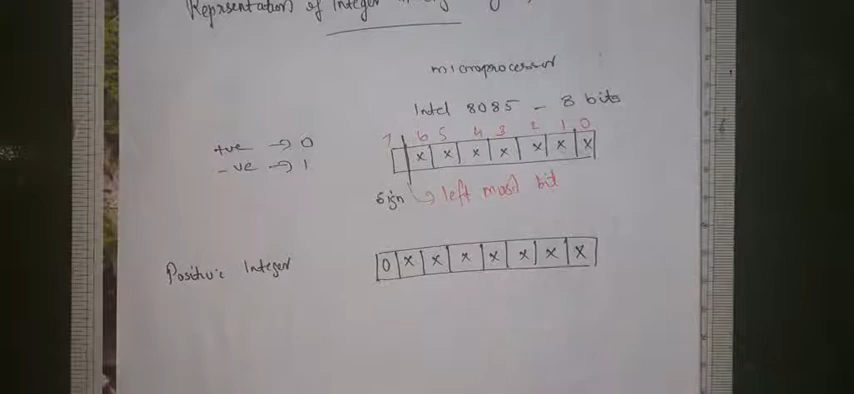 Reprsentation of Integer
microprocessor
Intel 8085 - 8 bits
7 6 5 4 3 2 1 0
+ve → 0
x x x x x x x
-ve → 1
Sign → left most bit
Positive Integer 0 x x x x x x x